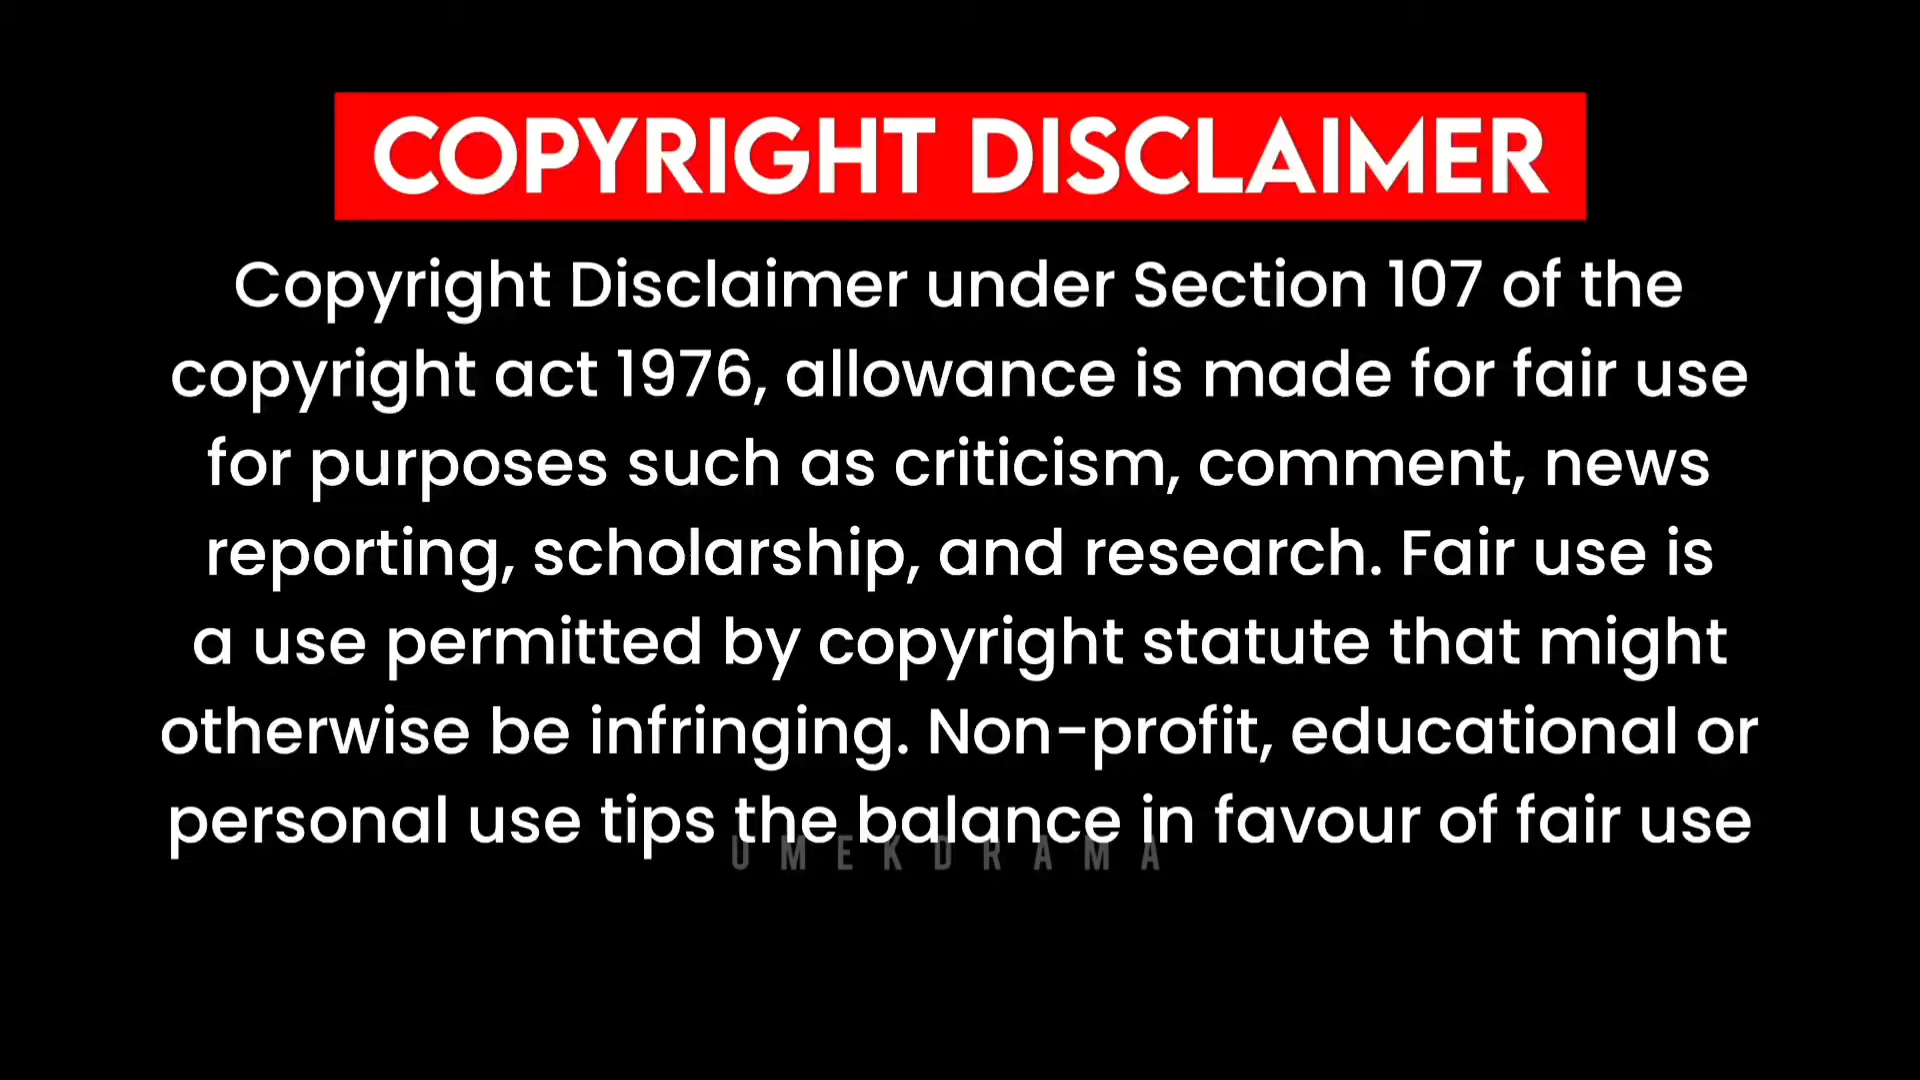 COPYRIGHT DISCLAIMER
Copyright Disclaimer under Section 107 of the
copyright act 1976, allowance is made for fair use
for purposes such as criticism, comment, news
reporting, scholarship, and research. Fair use is
a use permitted by copyright statute that might
otherwise be infringing. Non-profit, educational or
personal use tips the balance in favour of fair use
UMEKDRAMA